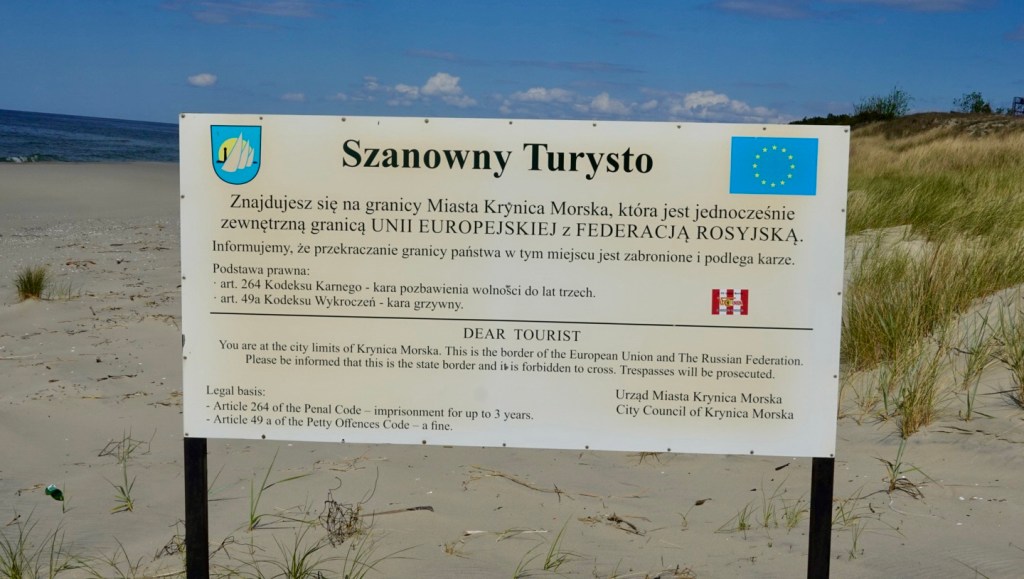 Szanowny Turysto
Znajdujesz się na granicy Miasta Krynica Morska, która jest jednocześnie
zewnętrzną granicą UNII EUROPEJSKIEJ z FEDERACJĄ ROSYJSKĄ.
Informujemy, że przekraczanie granicy państwa w tym miejscu jest zabronione i podlega karze.
Podstawa prawna:
· art. 264 Kodeksu Karnego - kara pozbawienia wolności do lat trzech.
· art. 49a Kodeksu Wykroczeń - kara grzywny.
DEAR TOURIST
You are at the city limits of Krynica Morska. This is the border of the European Union and The Russian Federation.
Please be informed that this is the state border and it is forbidden to cross. Trespasses will be prosecuted.
Legal basis:
- Article 264 of the Penal Code – imprisonment for up to 3 years.
- Article 49 a of the Petty Offences Code – a fine.
Urząd Miasta Krynica Morska
City Council of Krynica Morska